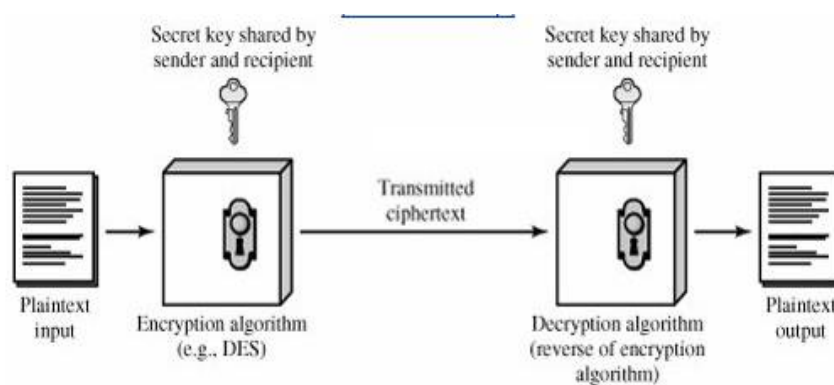 Secret key shared by
sender and recipient
Secret key shared by
sender and recipient
Transmitted
ciphertext
Plaintext
input
Encryption algorithm
(e.g., DES)
Decryption algorithm
(reverse of encryption
algorithm)
Plaintext
output